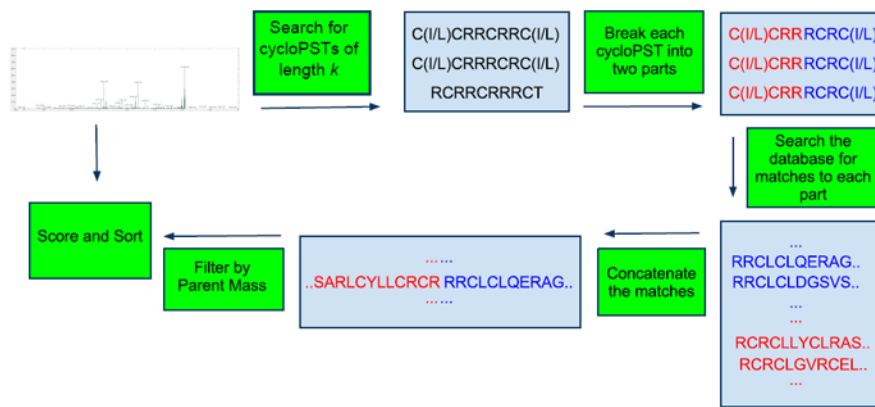 Search for
cycloPSTs of
length k
C(I/L)CRRCRRC(I/L)
C(I/L)CRRRCRC(I/L)
RCRRCRRRCT
Break each
cycloPST into
two parts
C(I/L)CRRRCRC(I/L)
C(I/L)CRRRCRC(I/L)
C(I/L)CRRRCRC(I/L)
Search the
database for
matches to each
part
...
RRCLCLQERAG..
RRCLCLDGSVS..
...
...
RCRCLLYCLRAS..
RCRCLGVRCEL..
...
Concatenate
the matches
... ...
..SARLCYLLCRCR RRCLCLQERAG..
... ...
Filter by
Parent Mass
Score and Sort